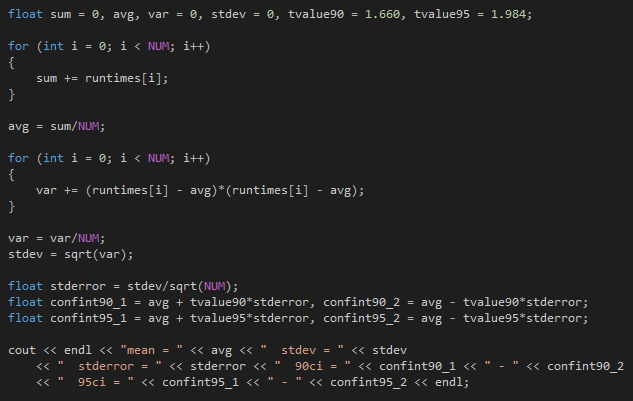 float sum = 0, avg, var = 0, stdev = 0, tvalue90 = 1.660, tvalue95 = 1.984;
for (int i = 0; i < NUM; i++)
{
sum += runtimes[i];
}
avg = sum/NUM;
for (int i = 0; i < NUM; i++)
{
var += (runtimes[i] - avg)*(runtimes[i] - avg);
}
var = var/NUM;
stdev = sqrt(var);
float stderror = stdev/sqrt(NUM);
float confint90_1 = avg + tvalue90*stderror, confint90_2 = avg - tvalue90*stderror;
float confint95_1 = avg + tvalue95*stderror, confint95_2 = avg - tvalue95*stderror;
cout << endl << "mean = " << avg << "  stdev = " << stdev
<< "  stderror = " << stderror << "  90ci = " << confint90_1 << " - " << confint90_2
<< "  95ci = " << confint95_1 << " - " << confint95_2 << endl;